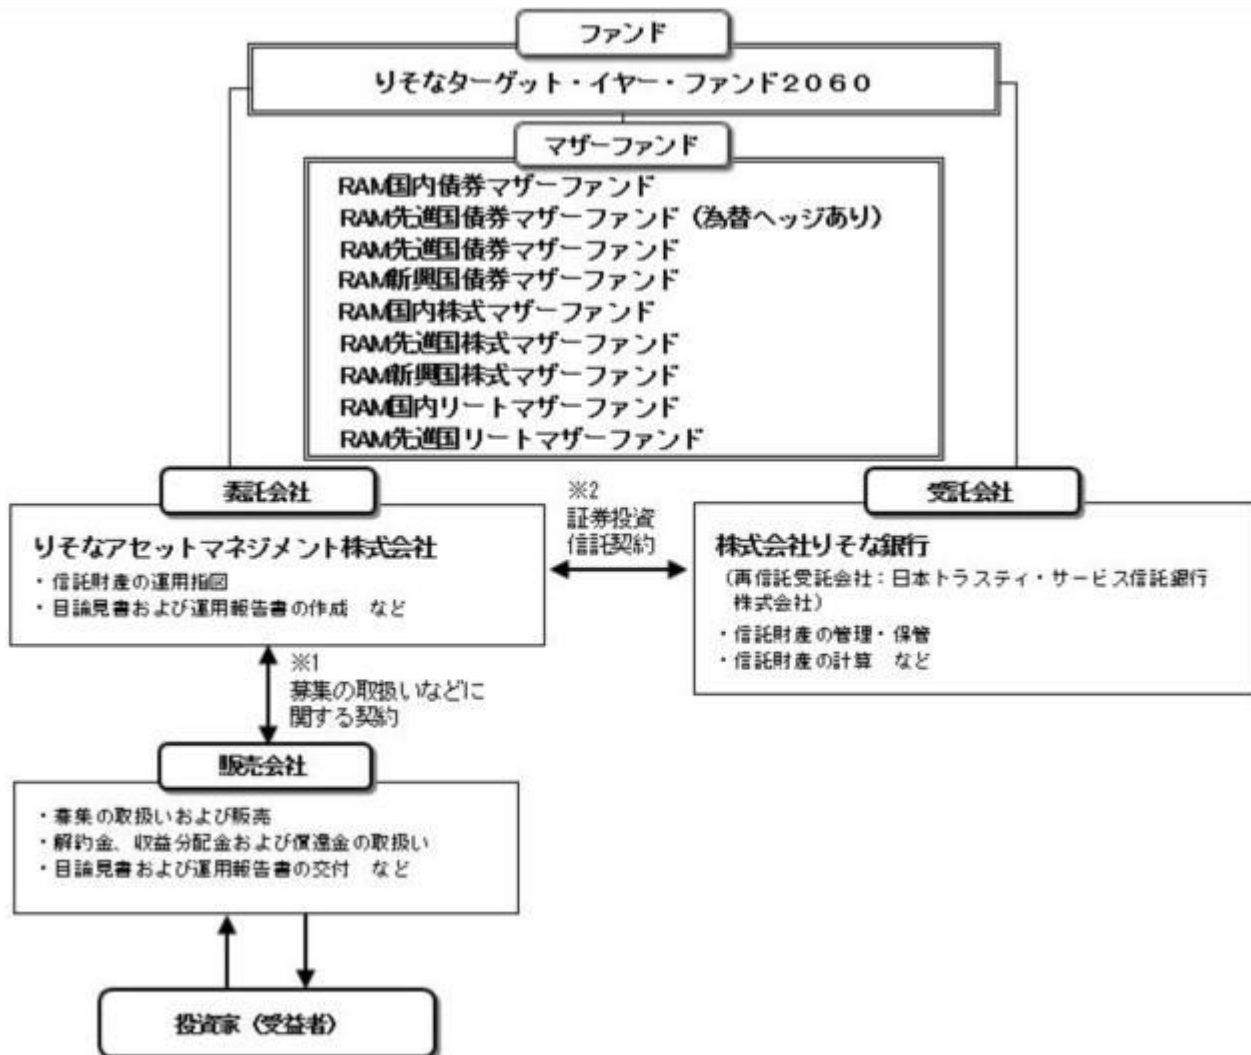 ファンド
りそなターゲット・イヤー・ファンド２０６０
マザーファンド
RAM国内債券マザーファンド
RAM先進国債券マザーファンド（為替ヘッジあり）
RAM先進国債券マザーファンド
RAM新興国債券マザーファンド
RAM国内株式マザーファンド
RAM先進国株式マザーファンド
RAM新興国株式マザーファンド
RAM国内リートマザーファンド
RAM先進国リートマザーファンド
委託会社
りそなアセットマネジメント株式会社
・信託財産の運用指図
・目論見書および運用報告書の作成　など
※2
証券投資
信託契約
受託会社
株式会社りそな銀行
（再信託受託会社：日本トラスティ・サービス信託銀行
株式会社）
・信託財産の管理・保管
・信託財産の計算　など
※1
募集の取扱いなどに
関する契約
販売会社
・募集の取扱いおよび販売
・解約金、収益分配金および償還金の取扱い
・目論見書および運用報告書の交付　など
投資家（受益者）